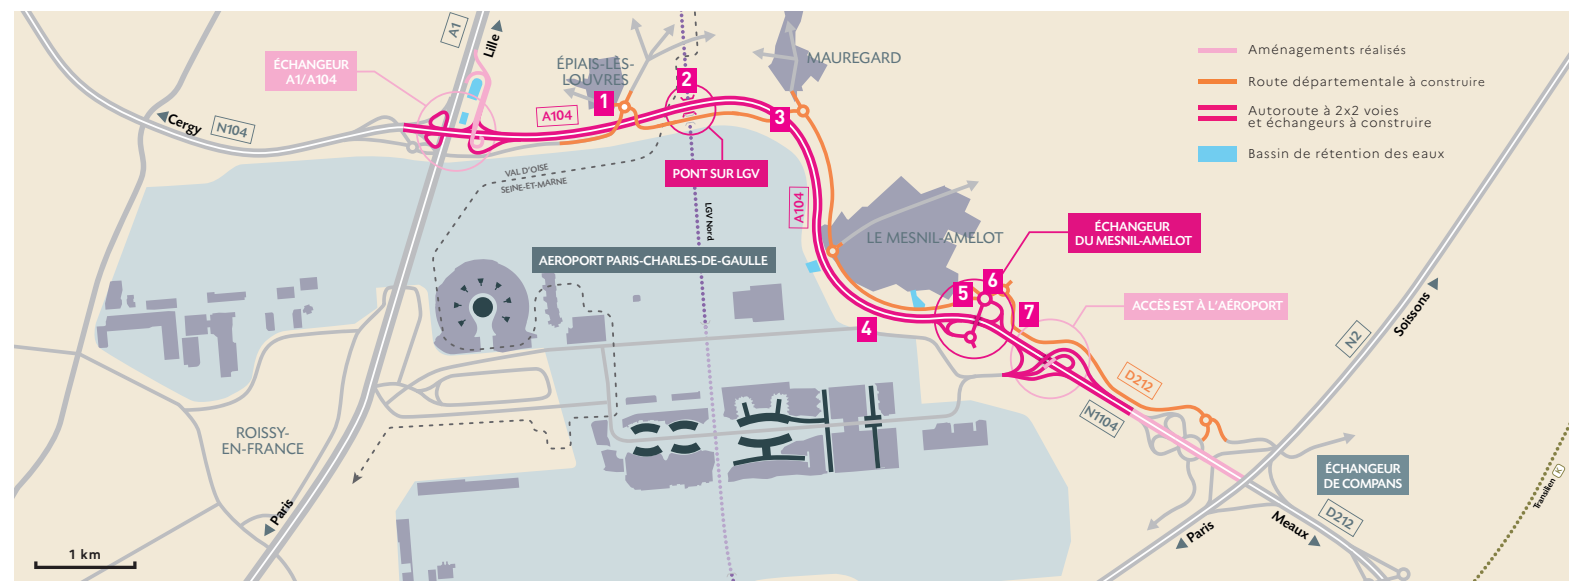 A1
Lille
ÉCHANGEUR
A1/A104
ÉPIAIS-LÈS-
LOUVRES
MAUREGARD
Aménagements réalisés
Route départementale à construire
Autoroute à 2x2 voies
et échangeurs à construire
Bassin de rétention des eaux
1
2
3
A104
Cergy
N104
PONT SUR LGV
VAL D'OISE
SEINE-ET-MARNE
LGV Nord
A104
LE MESNIL-AMELOT
ÉCHANGEUR
DU MESNIL-AMELOT
AEROPORT PARIS-CHARLES-DE-GAULLE
4
5
6
7
ACCÈS EST À L'AÉROPORT
Soissons
N2
D212
N1104
ROISSY-
EN-FRANCE
ÉCHANGEUR
DE COMPANS
Transilien K
Paris
Paris
Meaux
D212
1 km